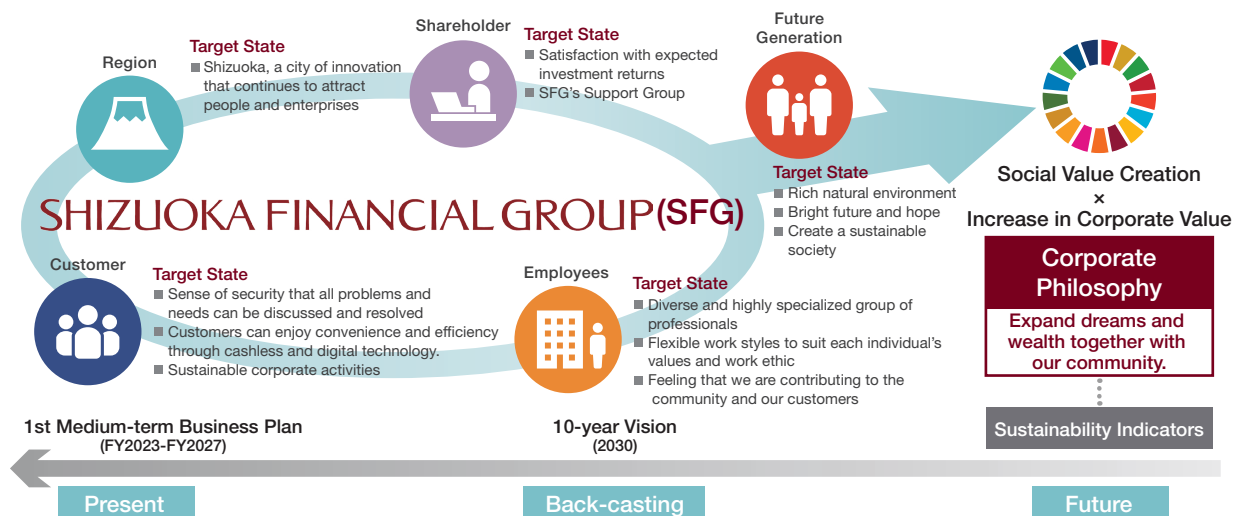 Region
Target State
■ Shizuoka, a city of innovation
that continues to attract
people and enterprises
Shareholder
Target State
■ Satisfaction with expected
investment returns
■ SFG's Support Group
Future
Generation
Target State
■ Rich natural environment
■ Bright future and hope
■ Create a sustainable
society
SHIZUOKA FINANCIAL GROUP(SFG)
Customer
Target State
■ Sense of security that all problems and
needs can be discussed and resolved
■ Customers can enjoy convenience and efficiency
through cashless and digital technology.
■ Sustainable corporate activities
Employees
Target State
■ Diverse and highly specialized group of
professionals
■ Flexible work styles to suit each individual's
values and work ethic
■ Feeling that we are contributing to the
community and our customers
Social Value Creation
×
Increase in Corporate Value
Corporate
Philosophy
Expand dreams and
wealth together with
our community.
Sustainability Indicators
1st Medium-term Business Plan
(FY2023-FY2027)
10-year Vision
(2030)
Present
Back-casting
Future